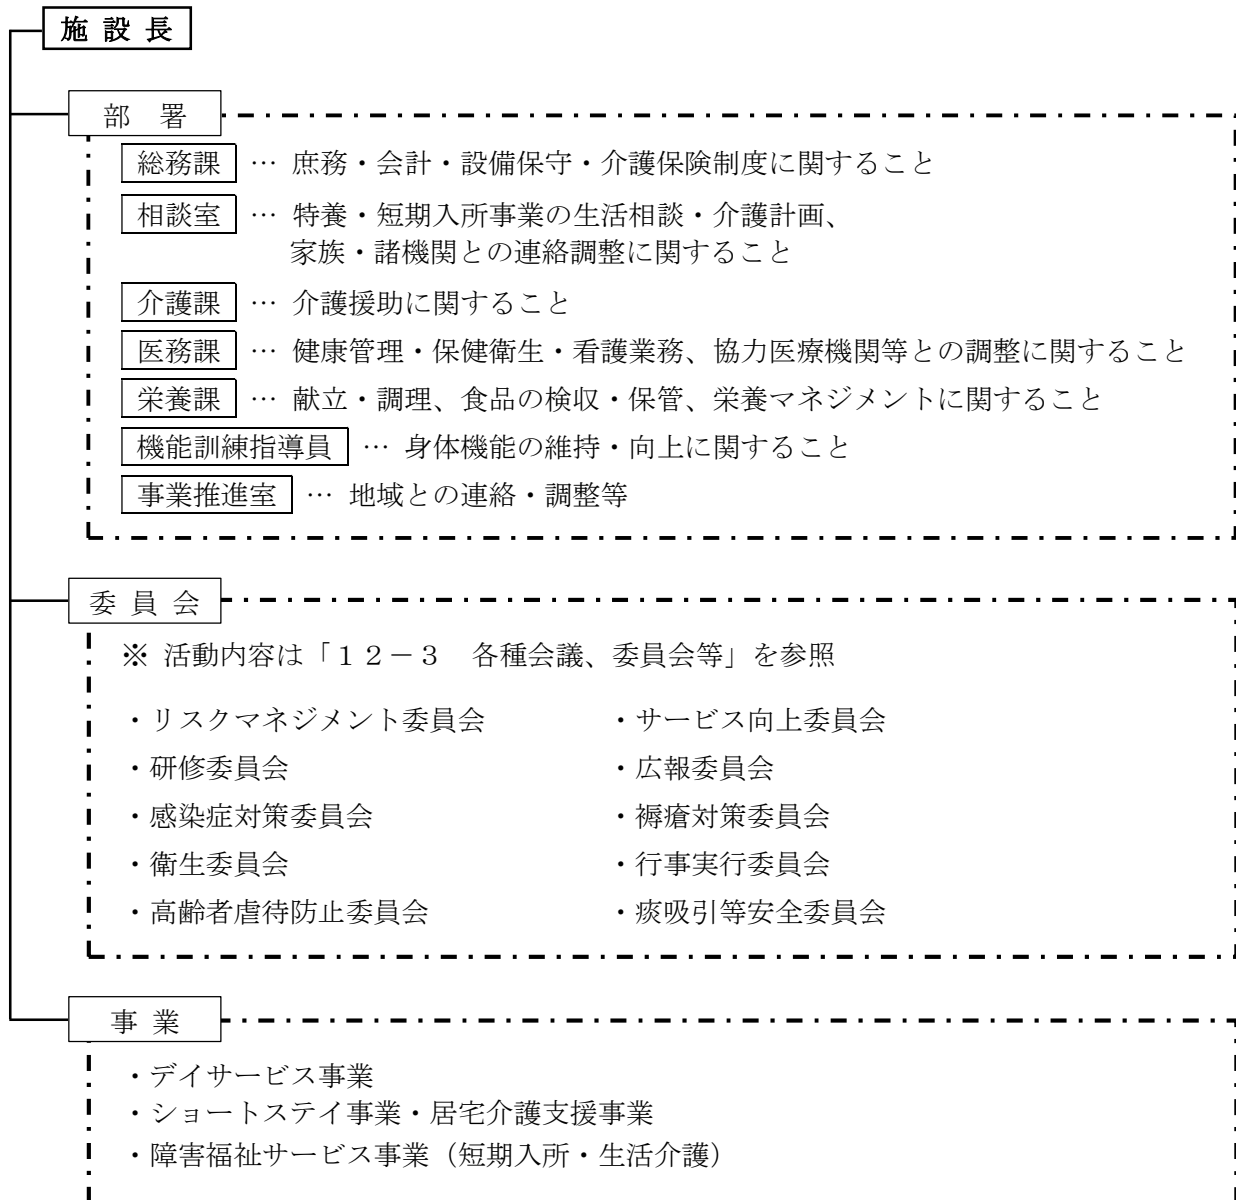 施 設 長
部　署
総務課 … 庶務・会計・設備保守・介護保険制度に関すること
相談室 … 特養・短期入所事業の生活相談・介護計画、
家族・諸機関との連絡調整に関すること
介護課 … 介護援助に関すること
医務課 … 健康管理・保健衛生・看護業務、協力医療機関等との調整に関すること
栄養課 … 献立・調理、食品の検収・保管、栄養マネジメントに関すること
機能訓練指導員 … 身体機能の維持・向上に関すること
事業推進室 … 地域との連絡・調整等
委 員 会
※ 活動内容は「１２－３　各種会議、委員会等」を参照
・リスクマネジメント委員会　・サービス向上委員会
・研修委員会　・広報委員会
・感染症対策委員会　・褥瘡対策委員会
・衛生委員会　・行事実行委員会
・高齢者虐待防止委員会　・痰吸引等安全委員会
事 業
・デイサービス事業
・ショートステイ事業・居宅介護支援事業
・障害福祉サービス事業（短期入所・生活介護）